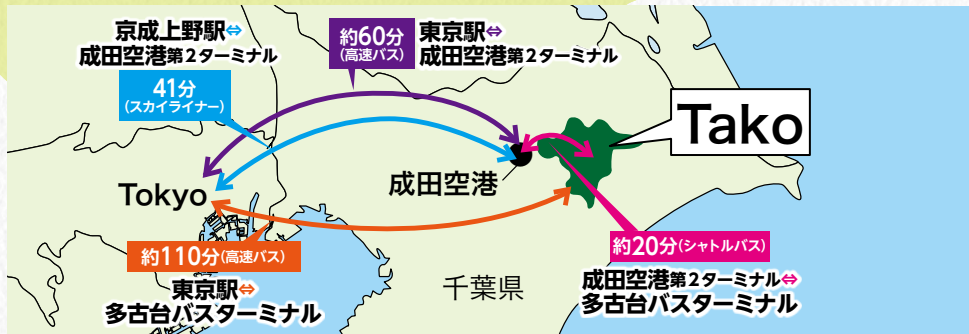 京成上野駅⇔
成田空港第2ターミナル
41分
(スカイライナー)
約60分
(高速バス)
東京駅⇔
成田空港第2ターミナル
Tako
成田空港
Tokyo
約110分(高速バス)
東京駅⇔
多古台バスターミナル
千葉県
約20分(シャトルバス)
成田空港第2ターミナル⇔
多古台バスターミナル